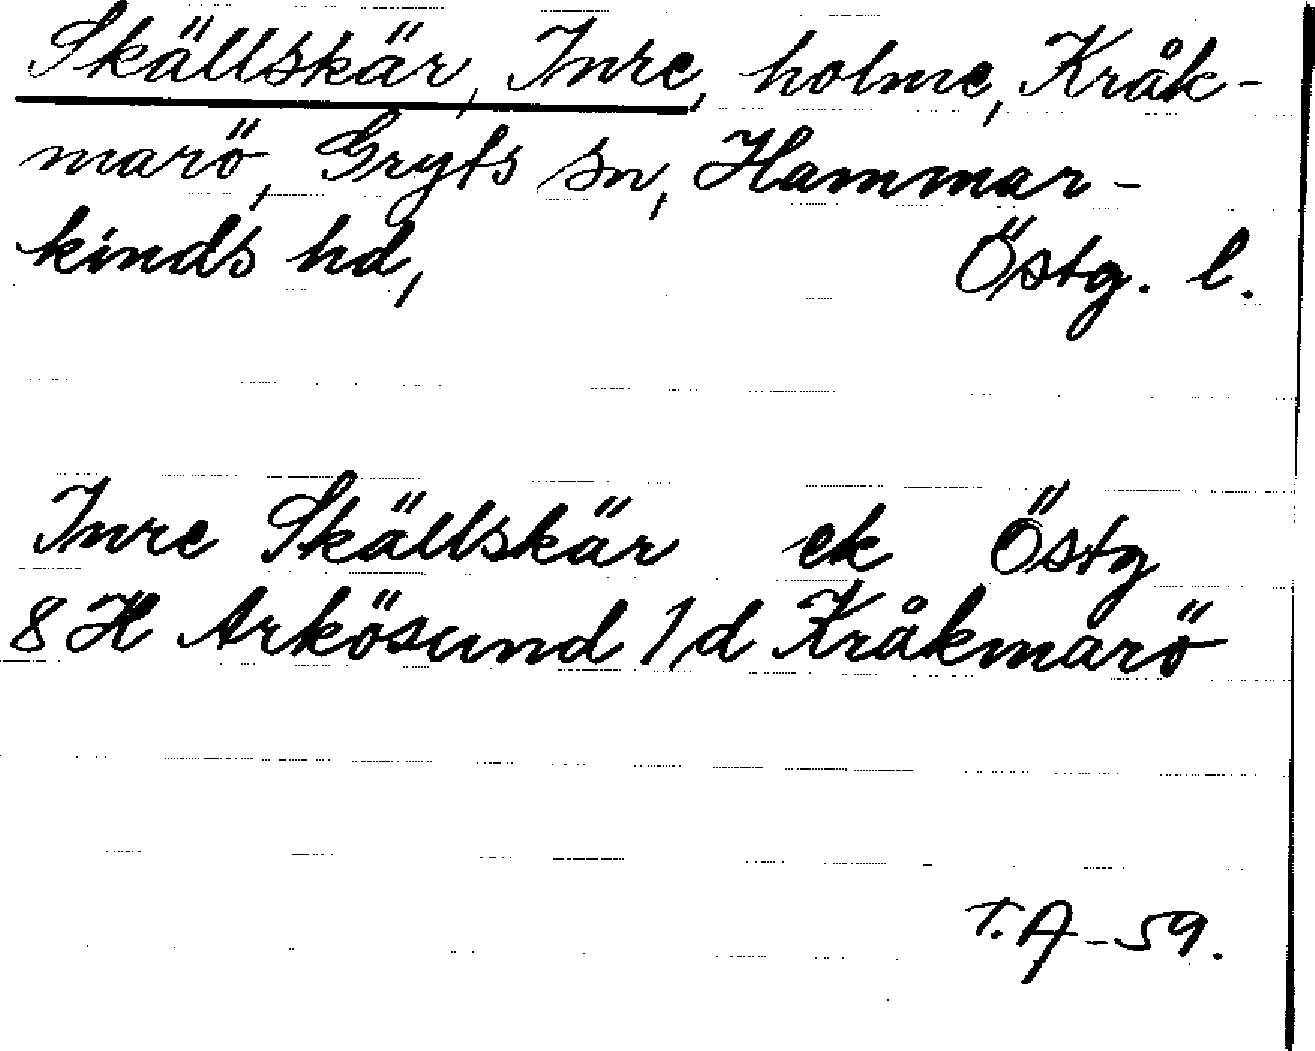 Skällskär, Inre, holme, Kråk-
marö, Gryts sn, Hammar-
kinds hd, Östg. l.
Inre Skällskär ek Östg
8 H Arkösund 1/d Kråkmarö
T. A-59.